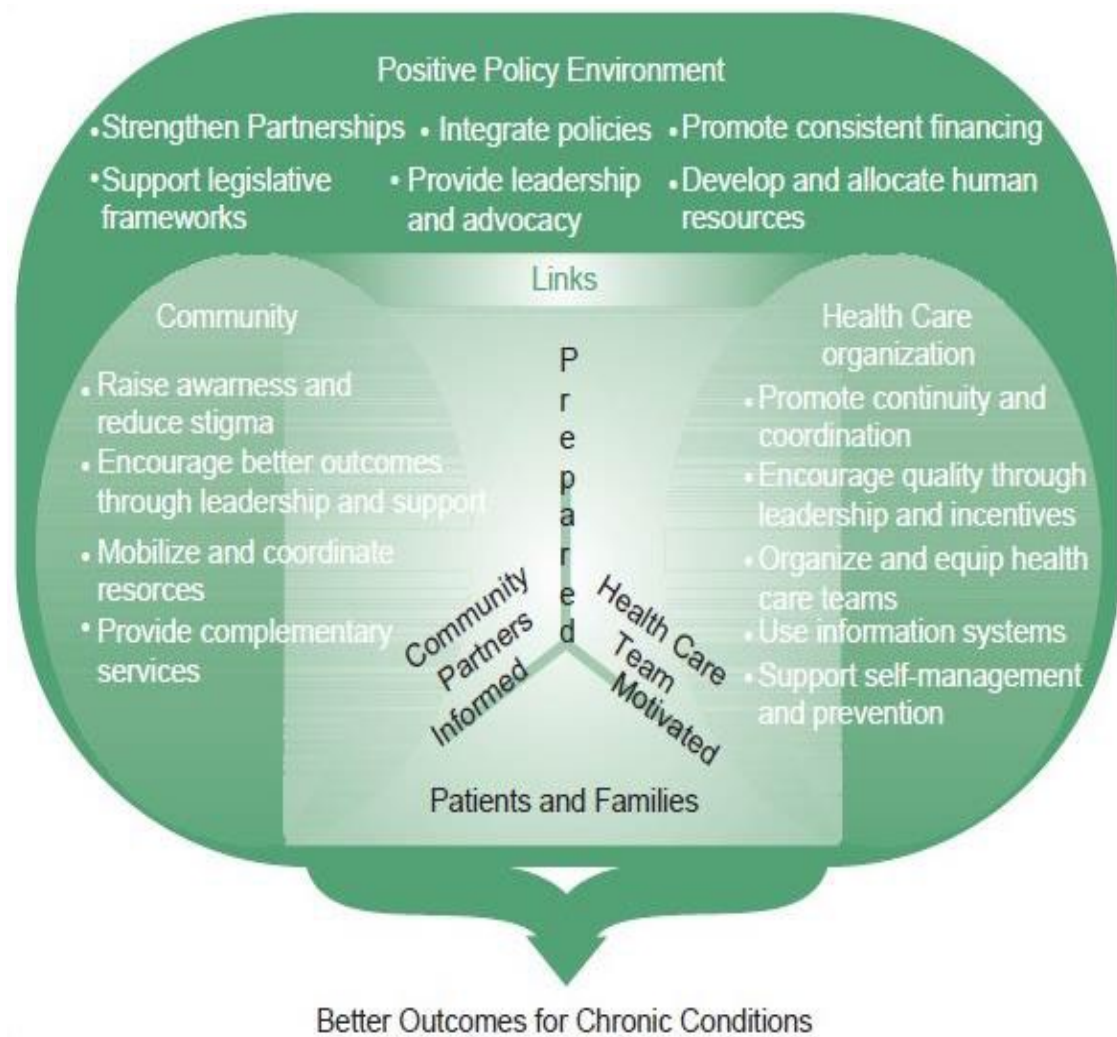 Positive Policy Environment
•Strengthen Partnerships • Integrate policies •Promote consistent financing
•Support legislative • Provide leadership •Develop and allocate human
frameworks and advocacy resources
Links
Community
• Raise awarness and
reduce stigma
• Encourage better outcomes
through leadership and support
• Mobilize and coordinate
resorces
• Provide complementary
services
Prepared
Community
Partners
Informed
Health Care
Team
Motivated
Patients and Families
Health Care
organization
•Promote continuity and
coordination
•Encourage quality through
leadership and incentives
•Organize and equip health
care teams
•Use information systems
•Support self-management
and prevention
Better Outcomes for Chronic Conditions